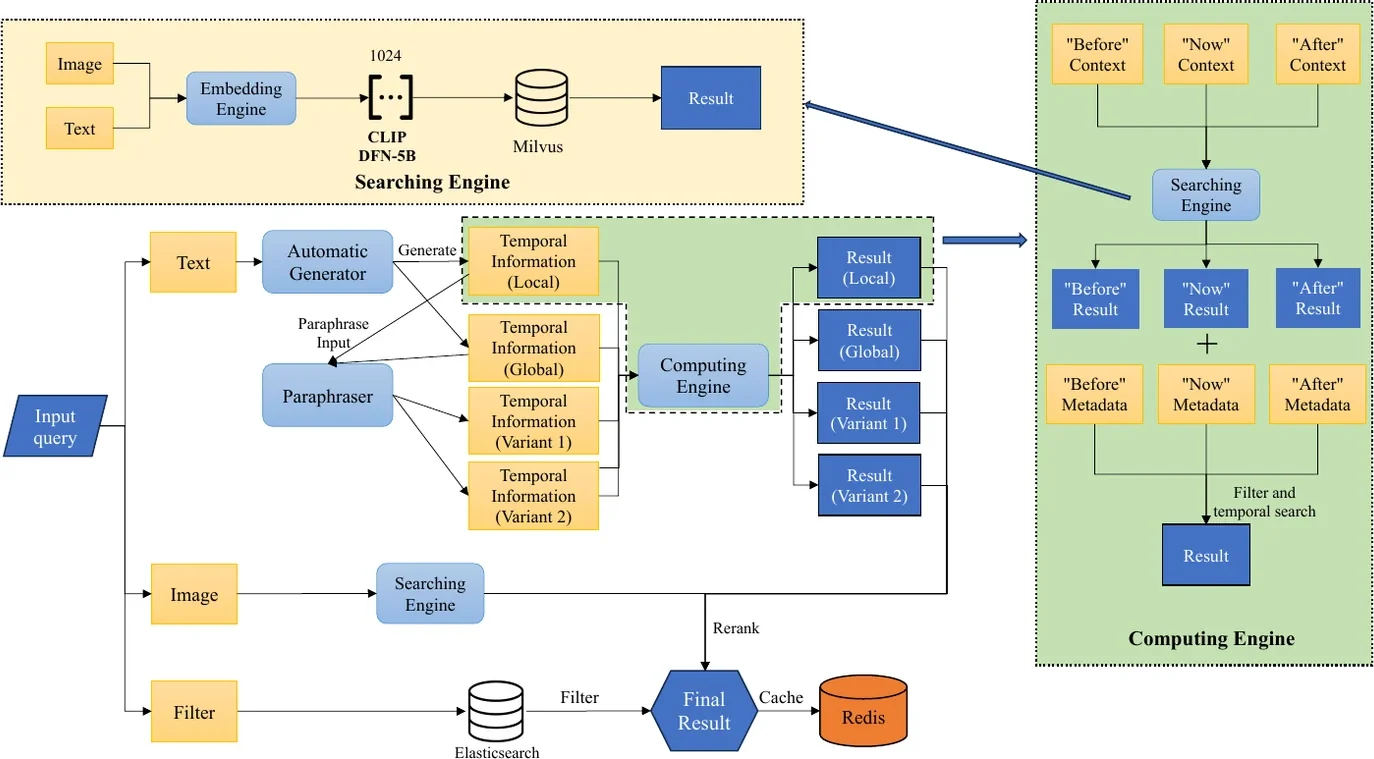 Image
Text
Embedding
Engine
1024
[...]
CLIP
DFN-5B
Milvus
Result
Searching Engine
"Before"
Context
"Now"
Context
"After"
Context
Searching
Engine
"Before"
Result
"Now"
Result
"After"
Result
+
"Before"
Metadata
"Now"
Metadata
"After"
Metadata
Filter and
temporal search
Result
Computing Engine
Input
query
Text
Automatic
Generator
Generate
Temporal
Information
(Local)
Paraphrase
Input
Temporal
Information
(Global)
Paraphraser
Temporal
Information
(Variant 1)
Temporal
Information
(Variant 2)
Computing
Engine
Result
(Local)
Result
(Global)
Result
(Variant 1)
Result
(Variant 2)
Image
Searching
Engine
Rerank
Filter
Elasticsearch
Filter
Final
Result
Cache
Redis